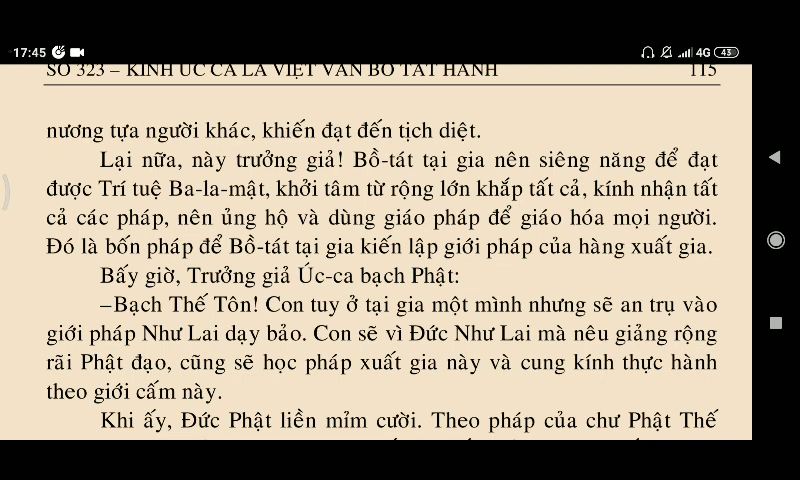 17:45 4G 43
SỐ 323 – KINH ÚC CA LA VIỆT VẤN BỒ TÁT HẠNH 115
nương tựa người khác, khiến đạt đến tịch diệt.
Lại nữa, này trưởng giả! Bồ-tát tại gia nên siêng năng để đạt
được Trí tuệ Ba-la-mật, khởi tâm từ rộng lớn khắp tất cả, kính nhận tất
cả các pháp, nên ủng hộ và dùng giáo pháp để giáo hóa mọi người.
Đó là bốn pháp để Bồ-tát tại gia kiến lập giới pháp của hàng xuất gia.
Bấy giờ, Trưởng giả Úc-ca bạch Phật:
–Bạch Thế Tôn! Con tuy ở tại gia một mình nhưng sẽ an trụ vào
giới pháp Như Lai dạy bảo. Con sẽ vì Đức Như Lai mà nêu giảng rộng
rãi Phật đạo, cũng sẽ học pháp xuất gia này và cung kính thực hành
theo giới cấm này.
Khi ấy, Đức Phật liền mỉm cười. Theo pháp của chư Phật Thế